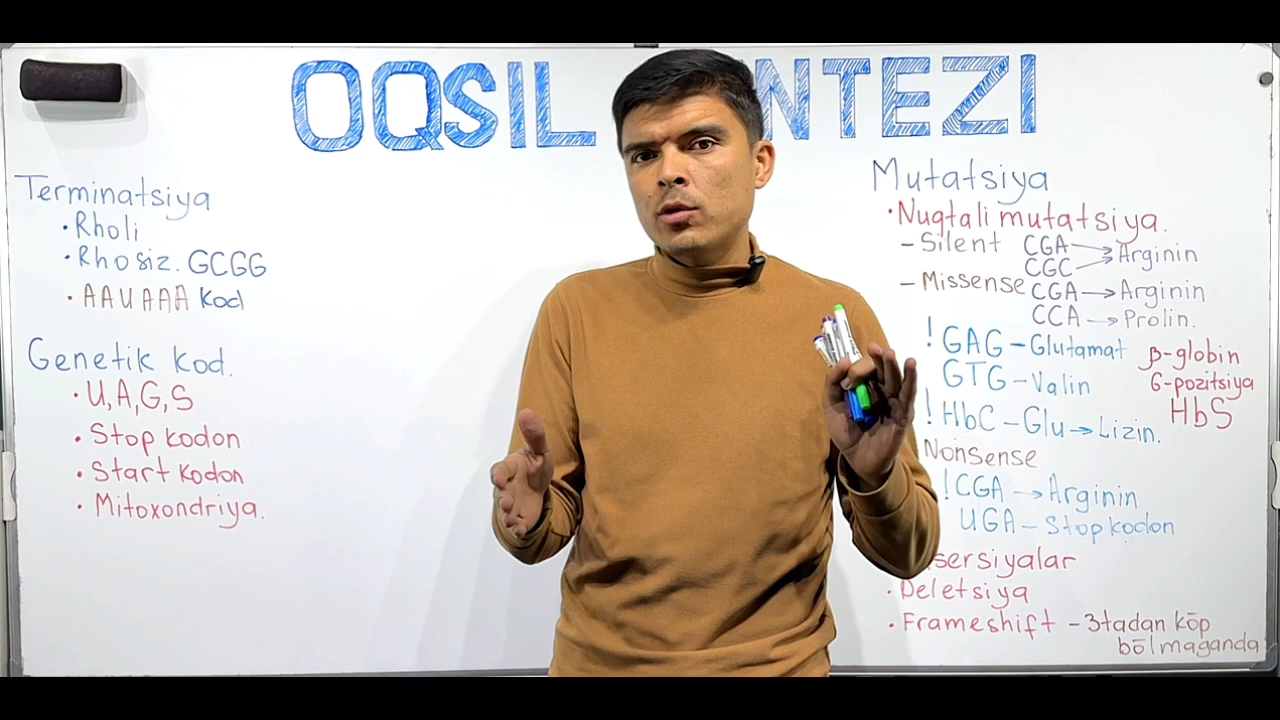 OQSIL NTEZI
Terminatsiya
• Rholi
• Rhosiz. GCGG
• AAUAAA kod
Genetik kod.
• U, A, G, S
• Stop kodon
• Start kodon
• Mitoxondriya.
Mutatsiya
• Nuqtali mutatsiya.
– Silent CGA → Arginin
CGC →
– Missense CGA → Arginin
CCA → Prolin.
! GAG – Glutamat
GTG – Valin
β-globin
6-pozitsiya
HbS
! HbC – Glu → Lizin.
Nonsense
! CGA → Arginin
UGA – Stop kodon
sersiyalar
• Deletsiya
• Frameshift – 3tadan kōp
bōlmaganda